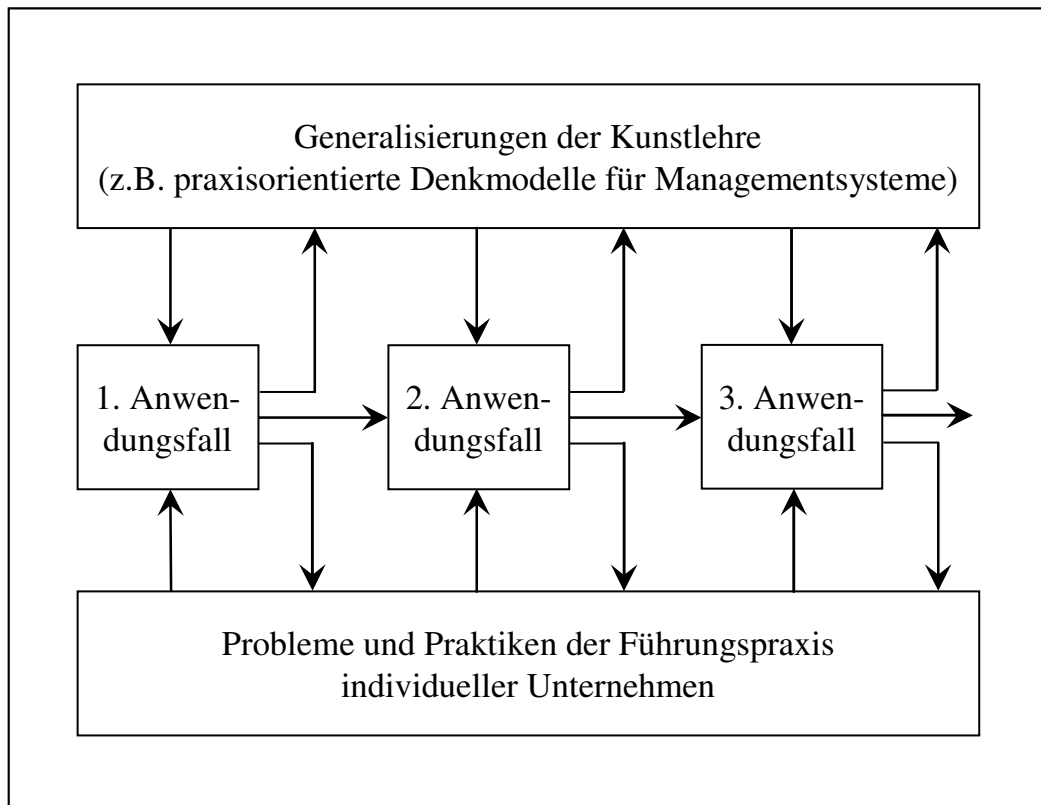 Generalisierungen der Kunstlehre
(z.B. praxisorientierte Denkmodelle für Managementsysteme)
1. Anwen-
dungsfall
2. Anwen-
dungsfall
3. Anwen-
dungsfall
Probleme und Praktiken der Führungspraxis
individueller Unternehmen